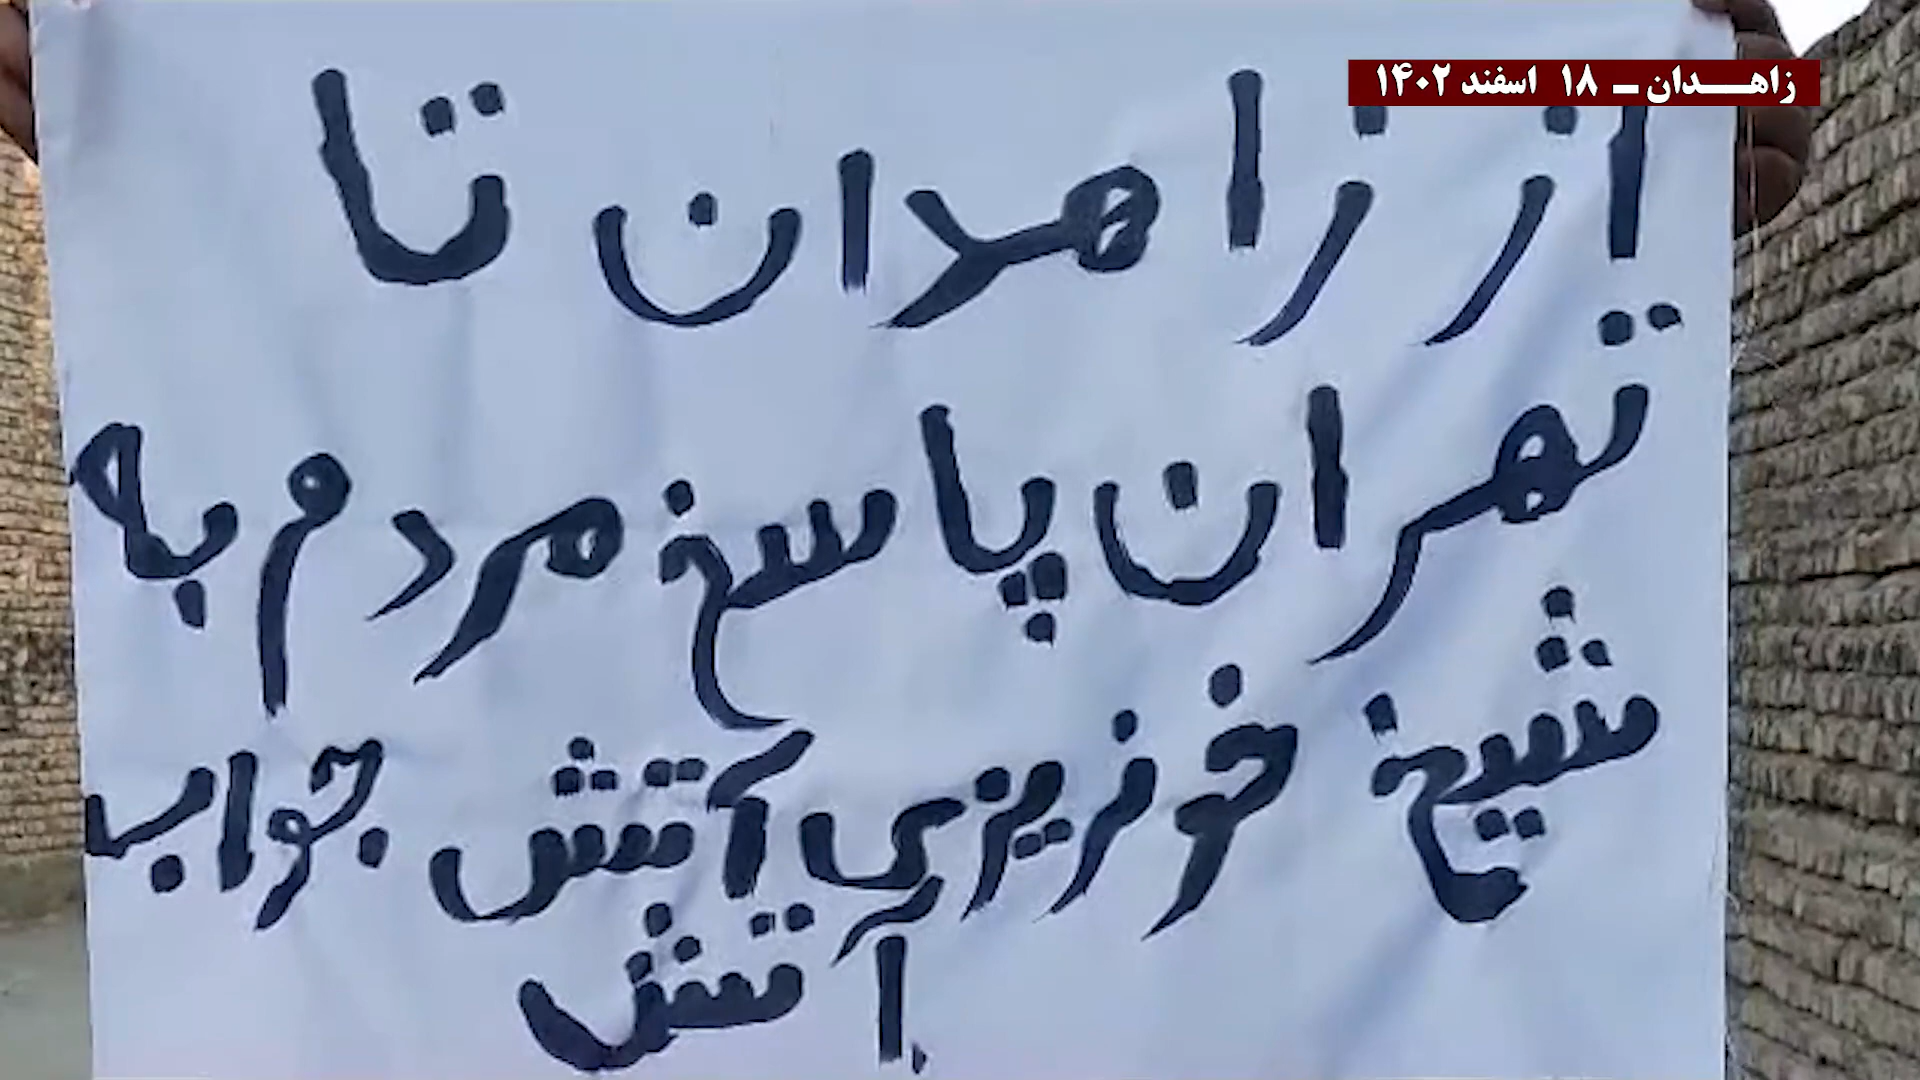 زاهدان ـ ۱۸ اسفند ۱۴۰۲
از زاهدان تا
تهران پاسخ مردم به
شیخ خونریزی آتش جواب
آتش